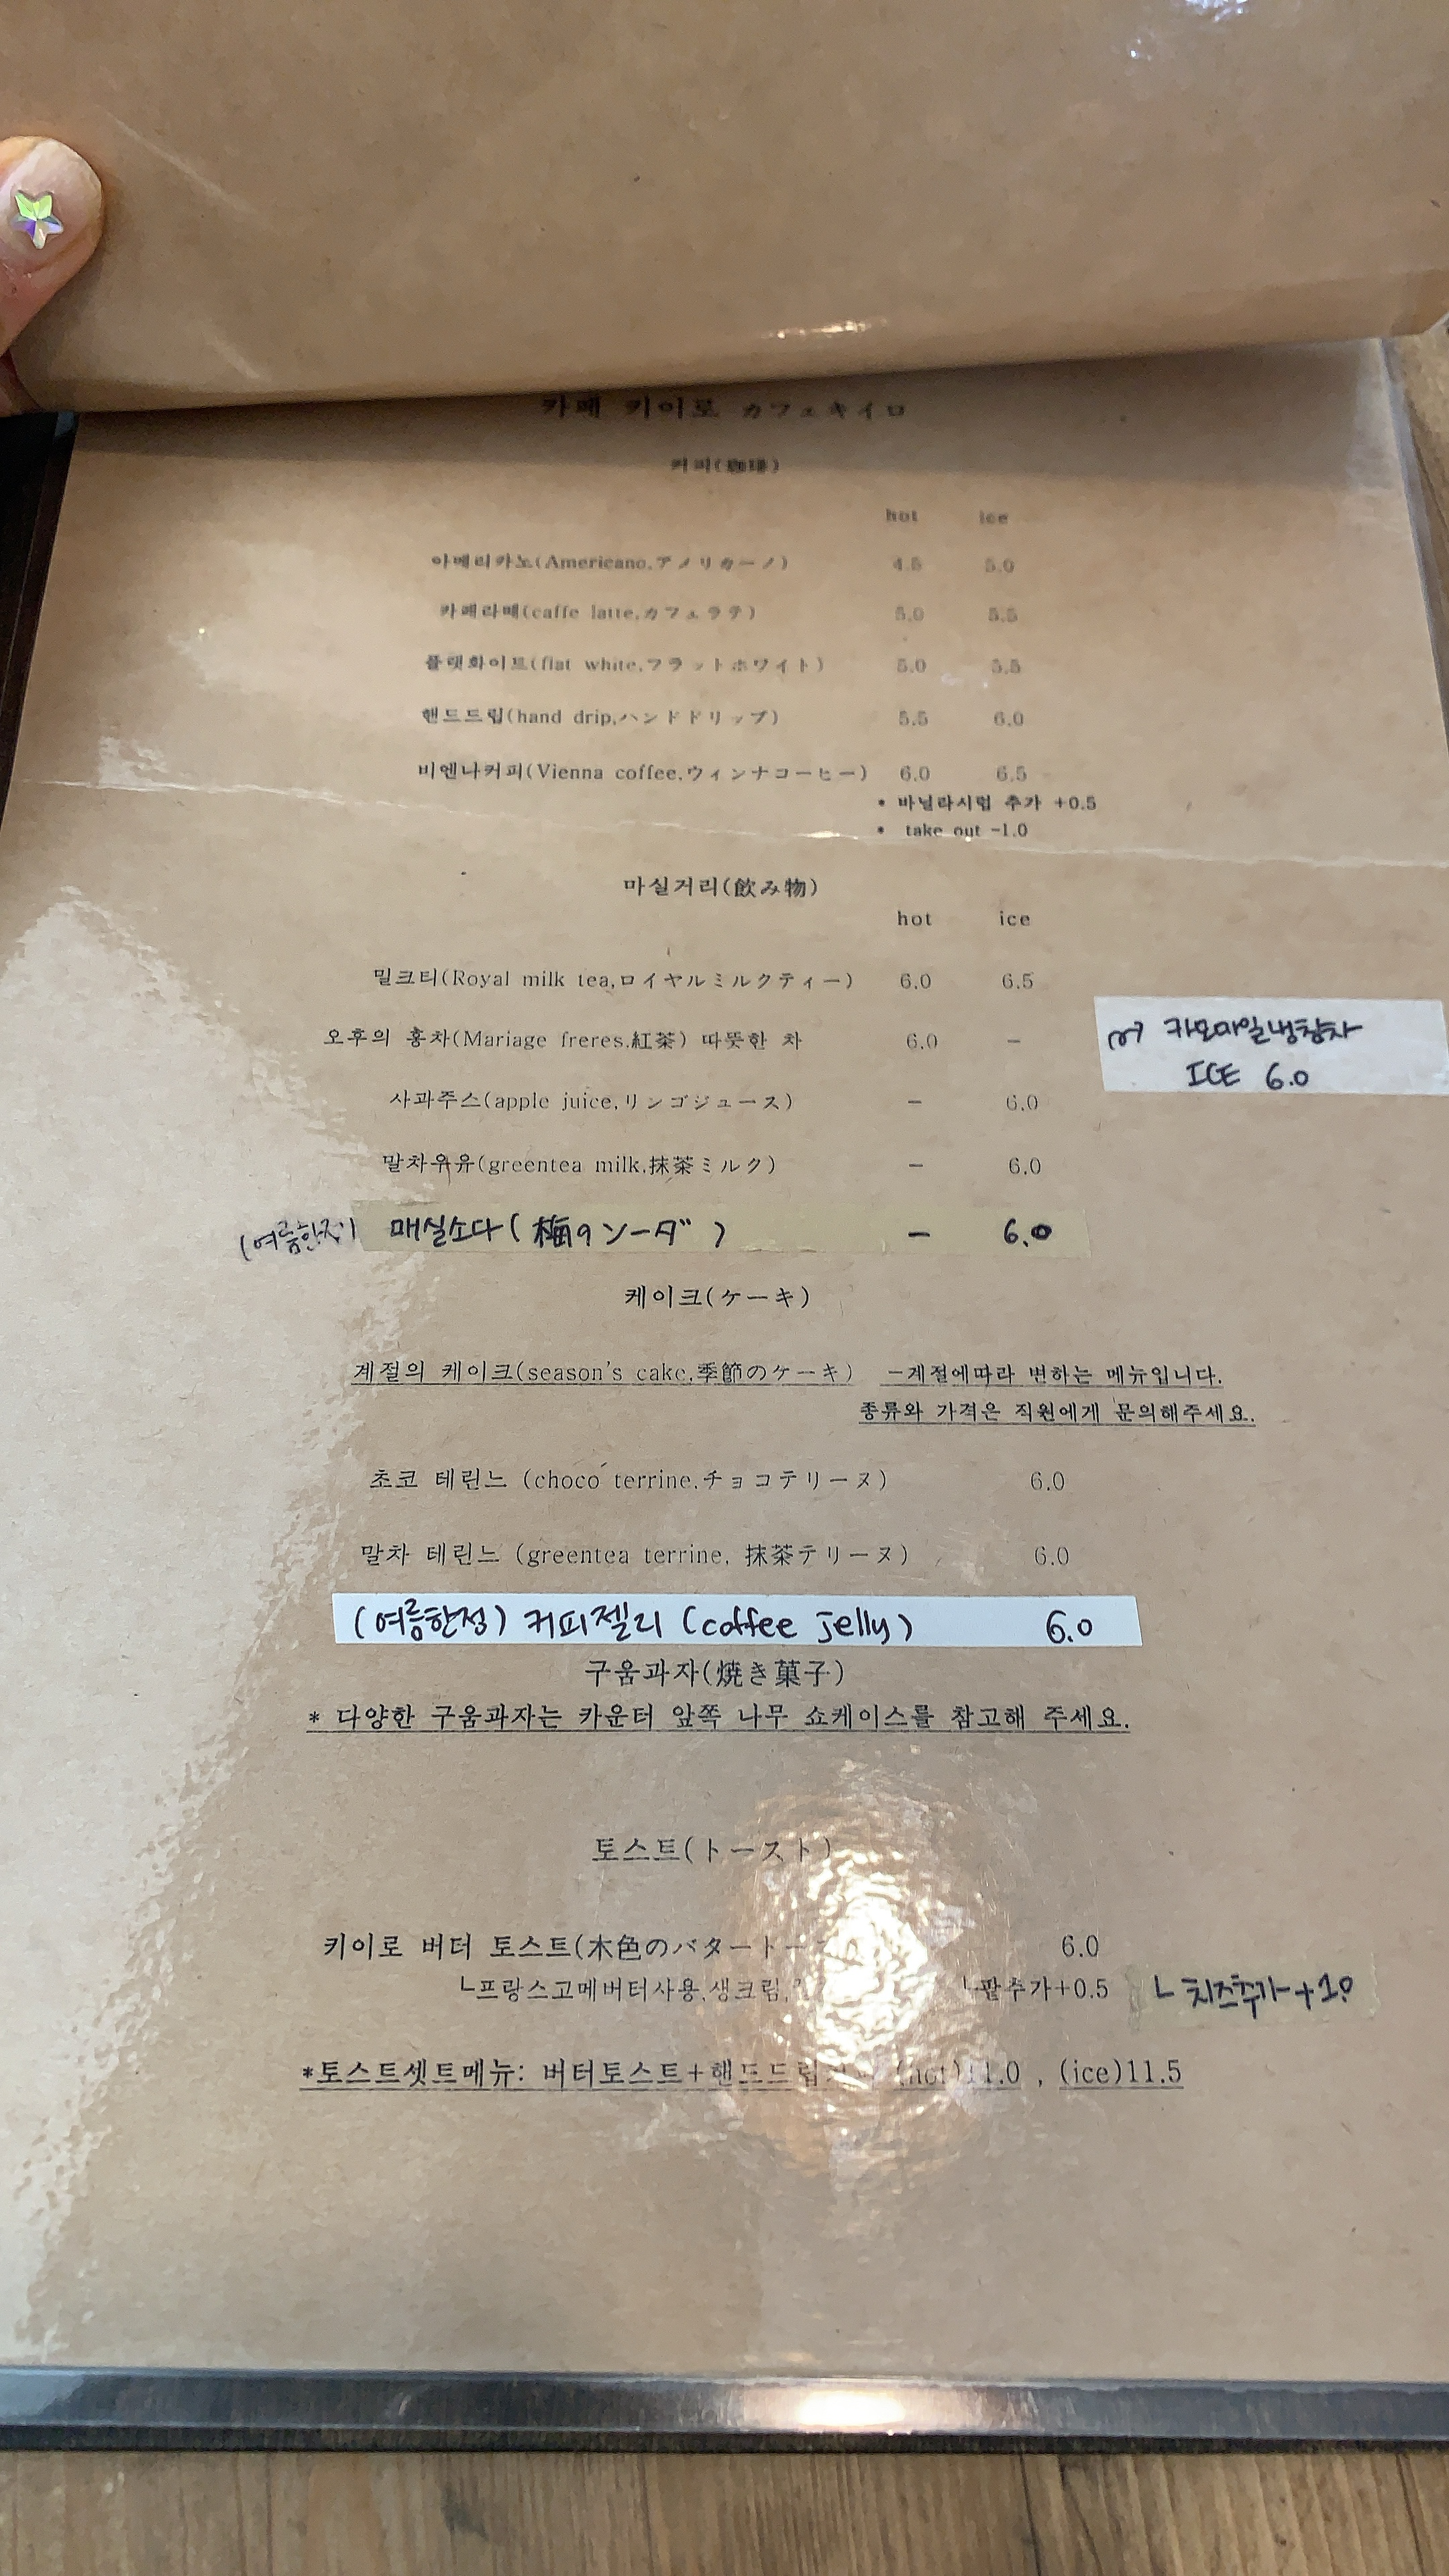 카페 키이로 カフェキイロ
커피(珈琲)
hot ice
아메리카노(Americano,アメリカーノ) 4.5 5.0
카페라떼(caffe latte,カフェラテ) 5.0 5.5
플랫화이트(flat white,フラットホワイト) 5.0 5.5
핸드드립(hand drip,ハンドドリップ) 5.5 6.0
비엔나커피(Vienna coffee,ウィンナコーヒー) 6.0 6.5
* 바닐라시럽 추가 +0.5
* take out -1.0
마실거리(飲み物)
hot ice
밀크티(Royal milk tea,ロイヤルミルクティー) 6.0 6.5
오후의 홍차(Mariage freres,紅茶) 따뜻한 차 6.0 -
카모마일냉침차
ICE 6.0
사과주스(apple juice,リンゴジュース) - 6.0
말차우유(greentea milk,抹茶ミルク) - 6.0
(여름한정) 매실소다(梅のソーダ) - 6.0
케이크(ケーキ)
계절의 케이크(season's cake,季節のケーキ) -계절에따라 변하는 메뉴입니다.
종류와 가격은 직원에게 문의해주세요.
초코 테린느 (choco terrine,チョコテリーヌ) 6.0
말차 테린느 (greentea terrine, 抹茶テリーヌ) 6.0
(여름한정) 커피젤리 (coffee jelly) 6.0
구움과자(焼き菓子)
* 다양한 구움과자는 카운터 앞쪽 나무 쇼케이스를 참고해 주세요.
토스트(トースト)
키이로 버터 토스트(木色のバタートー 6.0
└프랑스고메버터사용,생크림, └팥추가+0.5 └ 치즈추가+1.0
*토스트셋트메뉴: 버터토스트+핸드드립 (hot)11.0 , (ice)11.5